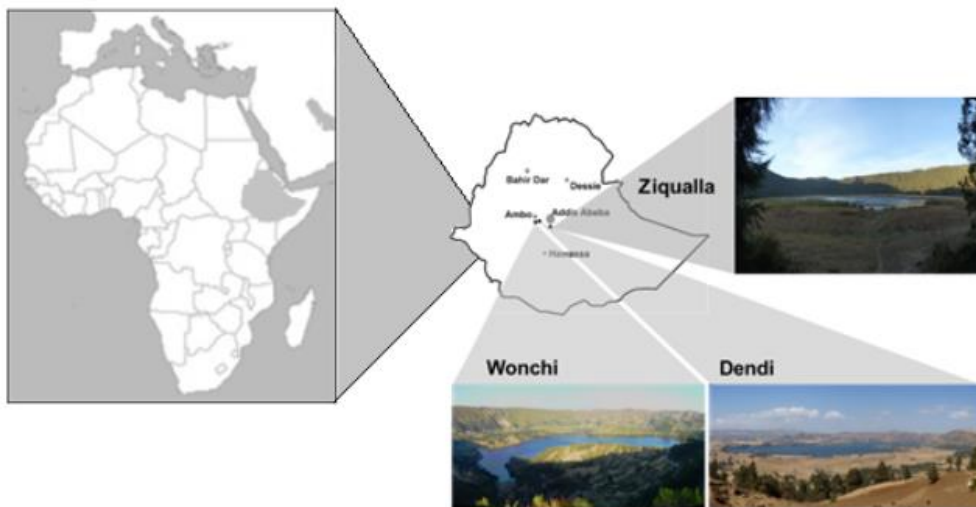 Bahir Dar
Dessie
Ziqualla
Ambo
Addis Ababa
Hawassa
Wonchi
Dendi